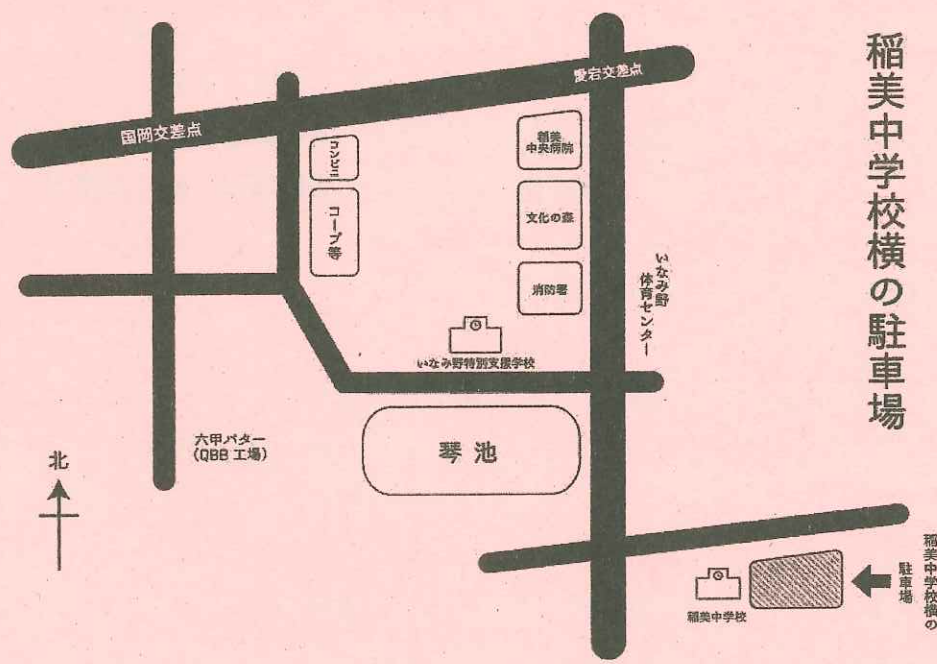 稲美中学校横の駐車場
愛宕交差点
国岡交差点
コンビニ
コープ等
稲美
中央病院
文化の森
消防署
いなみ野
体育センター
いなみ野特別支援学校
琴池
六甲バター
(QBB 工場)
北
稲美中学校
稲美中学校横の
駐車場